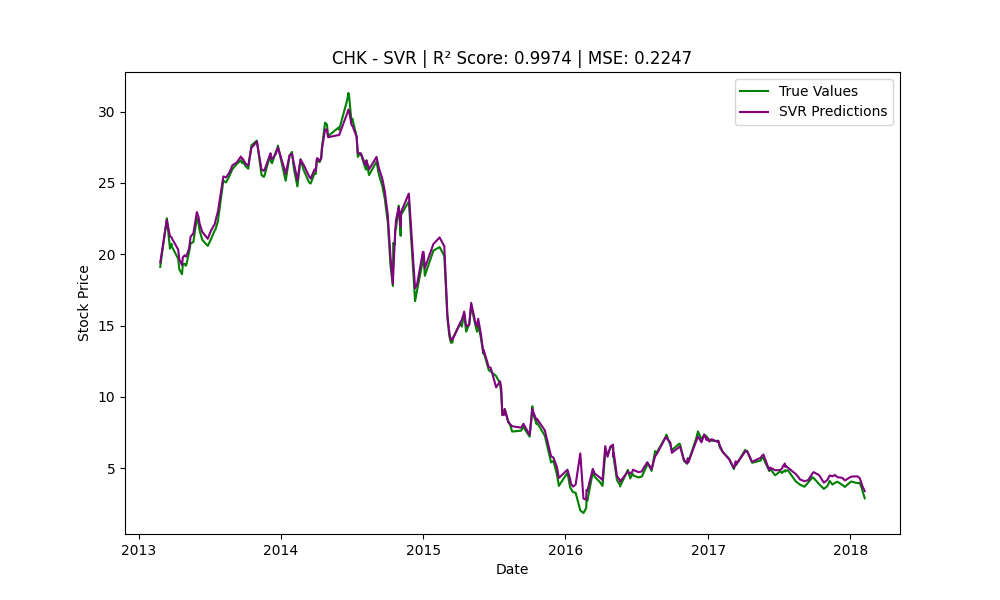 CHK - SVR | R² Score: 0.9974 | MSE: 0.2247
True Values
SVR Predictions
Stock Price
30
25
20
15
10
5
2013 2014 2015 2016 2017 2018
Date